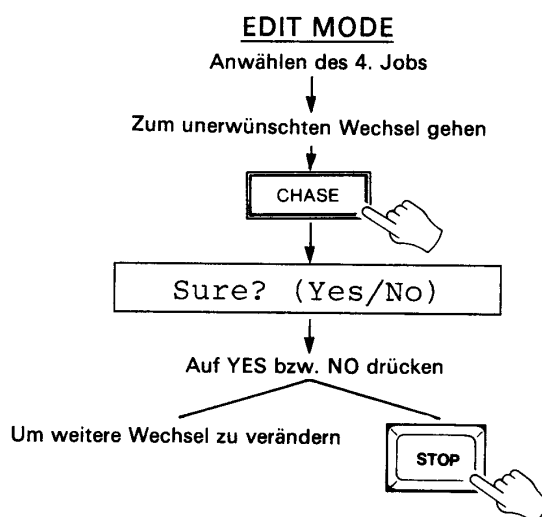 EDIT MODE
Anwählen des 4. Jobs
Zum unerwünschten Wechsel gehen
CHASE
Sure? (Yes/No)
Auf YES bzw. NO drücken
Um weitere Wechsel zu verändern
STOP